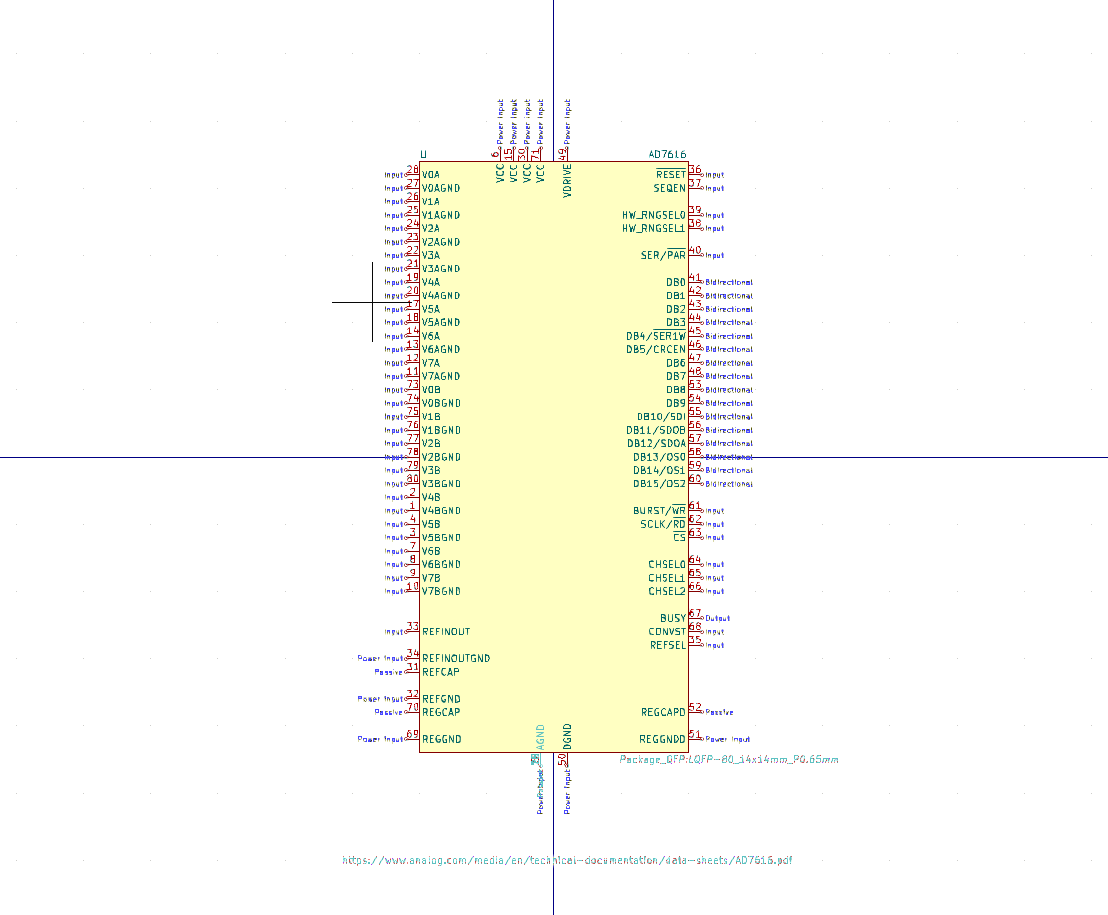 Power Input Power Input Power Input Power Input Power Input
6 15 30 71 49
U AD7616
VCC VCC VCC VCC VDRIVE
Input 28 V0A RESET 36 Input
Input 27 V0AGND SEQEN 37 Input
Input 26 V1A
Input 25 V1AGND HW_RNGSEL0 39 Input
Input 24 V2A HW_RNGSEL1 38 Input
Input 23 V2AGND
Input 22 V3A SER/PAR 40 Input
Input 21 V3AGND
Input 19 V4A DB0 41 Bidirectional
Input 20 V4AGND DB1 42 Bidirectional
Input 17 V5A DB2 43 Bidirectional
Input 18 V5AGND DB3 44 Bidirectional
Input 14 V6A DB4/SER1W 45 Bidirectional
Input 13 V6AGND DB5/CRCEN 46 Bidirectional
Input 12 V7A DB6 47 Bidirectional
Input 11 V7AGND DB7 48 Bidirectional
Input 73 V0B DB8 53 Bidirectional
Input 74 V0BGND DB9 54 Bidirectional
Input 75 V1B DB10/SDI 55 Bidirectional
Input 76 V1BGND DB11/SDOB 56 Bidirectional
Input 77 V2B DB12/SDOA 57 Bidirectional
Input 78 V2BGND DB13/OS0 58 Bidirectional
Input 79 V3B DB14/OS1 59 Bidirectional
Input 80 V3BGND DB15/OS2 60 Bidirectional
Input 2 V4B
Input 1 V4BGND BURST/WR 61 Input
Input 4 V5B SCLK/RD 62 Input
Input 3 V5BGND CS 63 Input
Input 7 V6B
Input 8 V6BGND CHSEL0 64 Input
Input 9 V7B CHSEL1 65 Input
Input 10 V7BGND CHSEL2 66 Input
BUSY 67 Output
Input 33 REFINOUT CONVST 68 Input
REFSEL 35 Input
Power Input 34 REFINOUTGND
Passive 31 REFCAP
Power Input 32 REFGND
Passive 70 REGCAP REGCAPD 52 Passive
Power Input 69 REGGND REGGNDD 51 Power Input
AGND DGND
50
Package_QFP:LQFP-80_14x14mm_P0.65mm
Power Input
https://www.analog.com/media/en/technical-documentation/data-sheets/AD7616.pdf